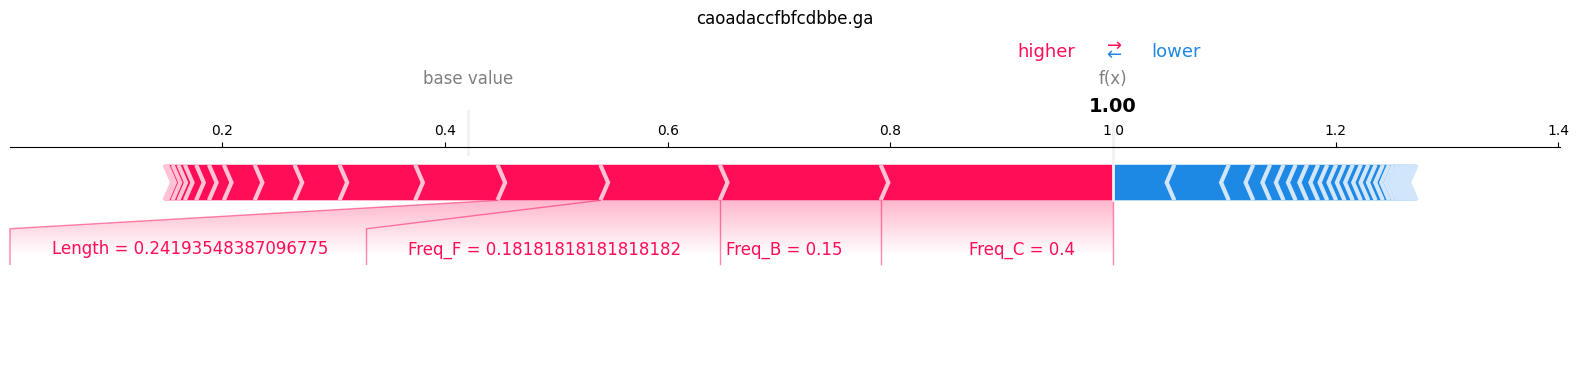 caoadaccfbfcdbbe.ga
higher ⇄ lower
base value f(x)
1.00
0.2 0.4 0.6 0.8 1.0 1.2 1.4
Length = 0.24193548387096775 Freq_F = 0.18181818181818182 Freq_B = 0.15 Freq_C = 0.4